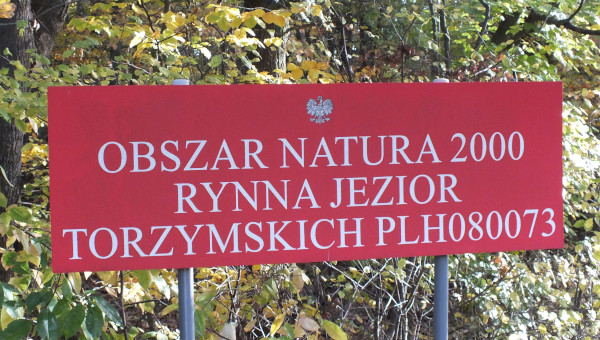 OBSZAR NATURA 2000
RYNNA JEZIOR
TORZYMSKICH PLH080073